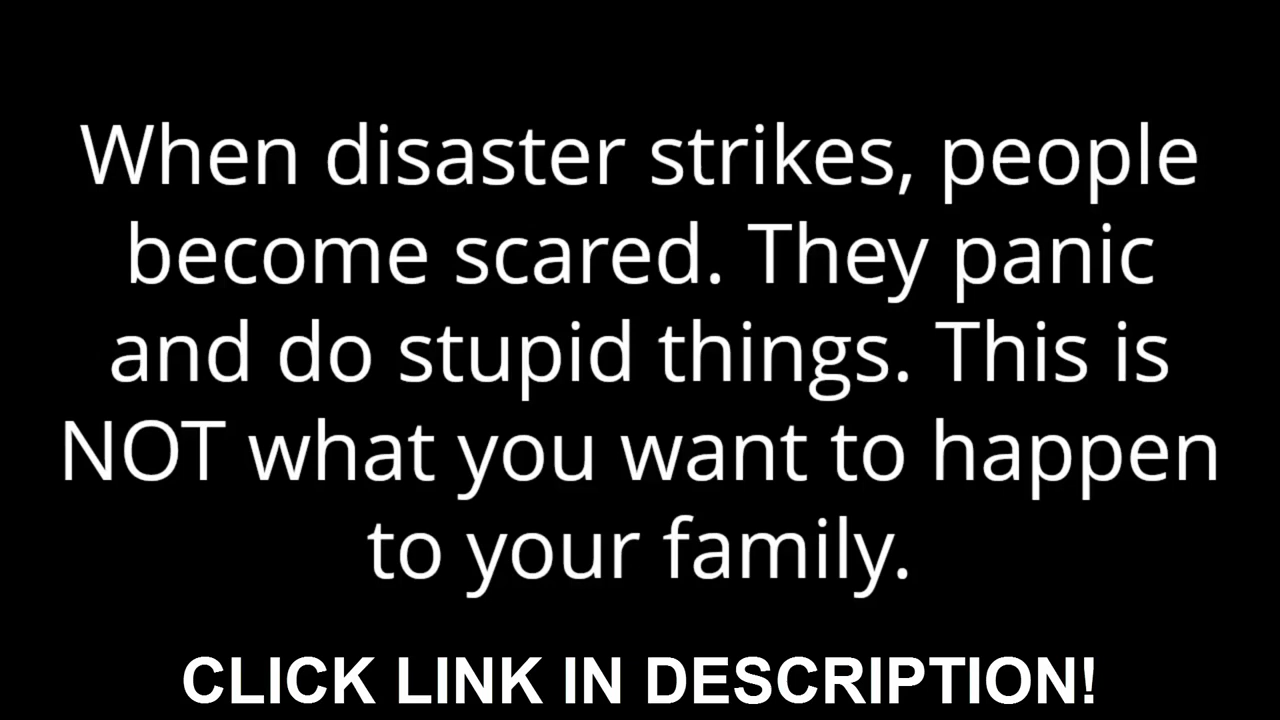 When disaster strikes, people
become scared. They panic
and do stupid things. This is
NOT what you want to happen
to your family.
CLICK LINK IN DESCRIPTION!